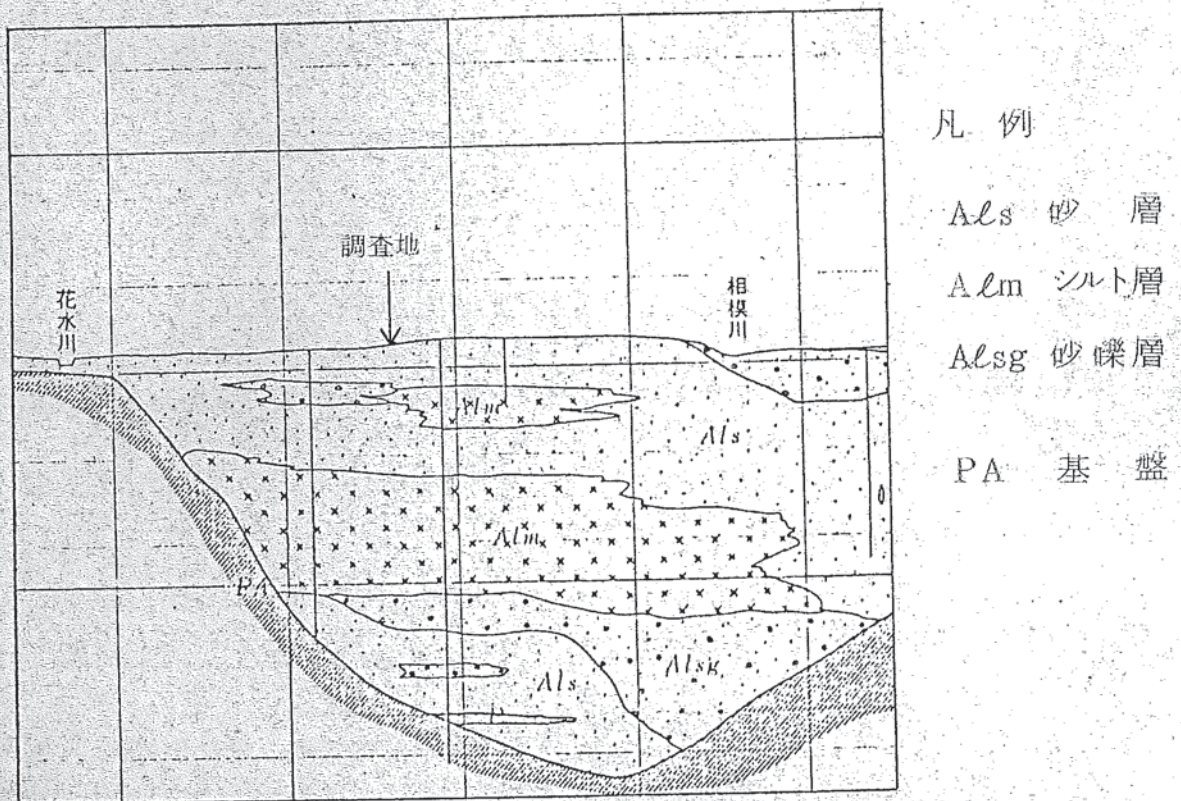 凡 例
Als 砂 層
Alm シルト層
Alsg 砂礫層
PA 基 盤
調査地
花水川
相模川
Alm
Als
Alm
PA
Als
Alsg